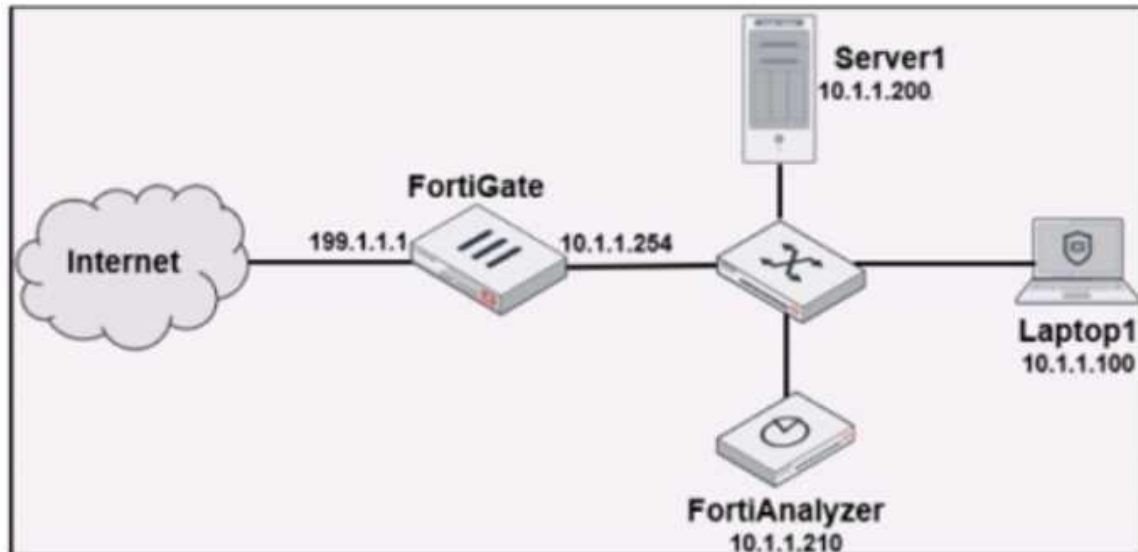 Server1
10.1.1.200
FortiGate
Internet
199.1.1.1
10.1.1.254
Laptop1
10.1.1.100
FortiAnalyzer
10.1.1.210